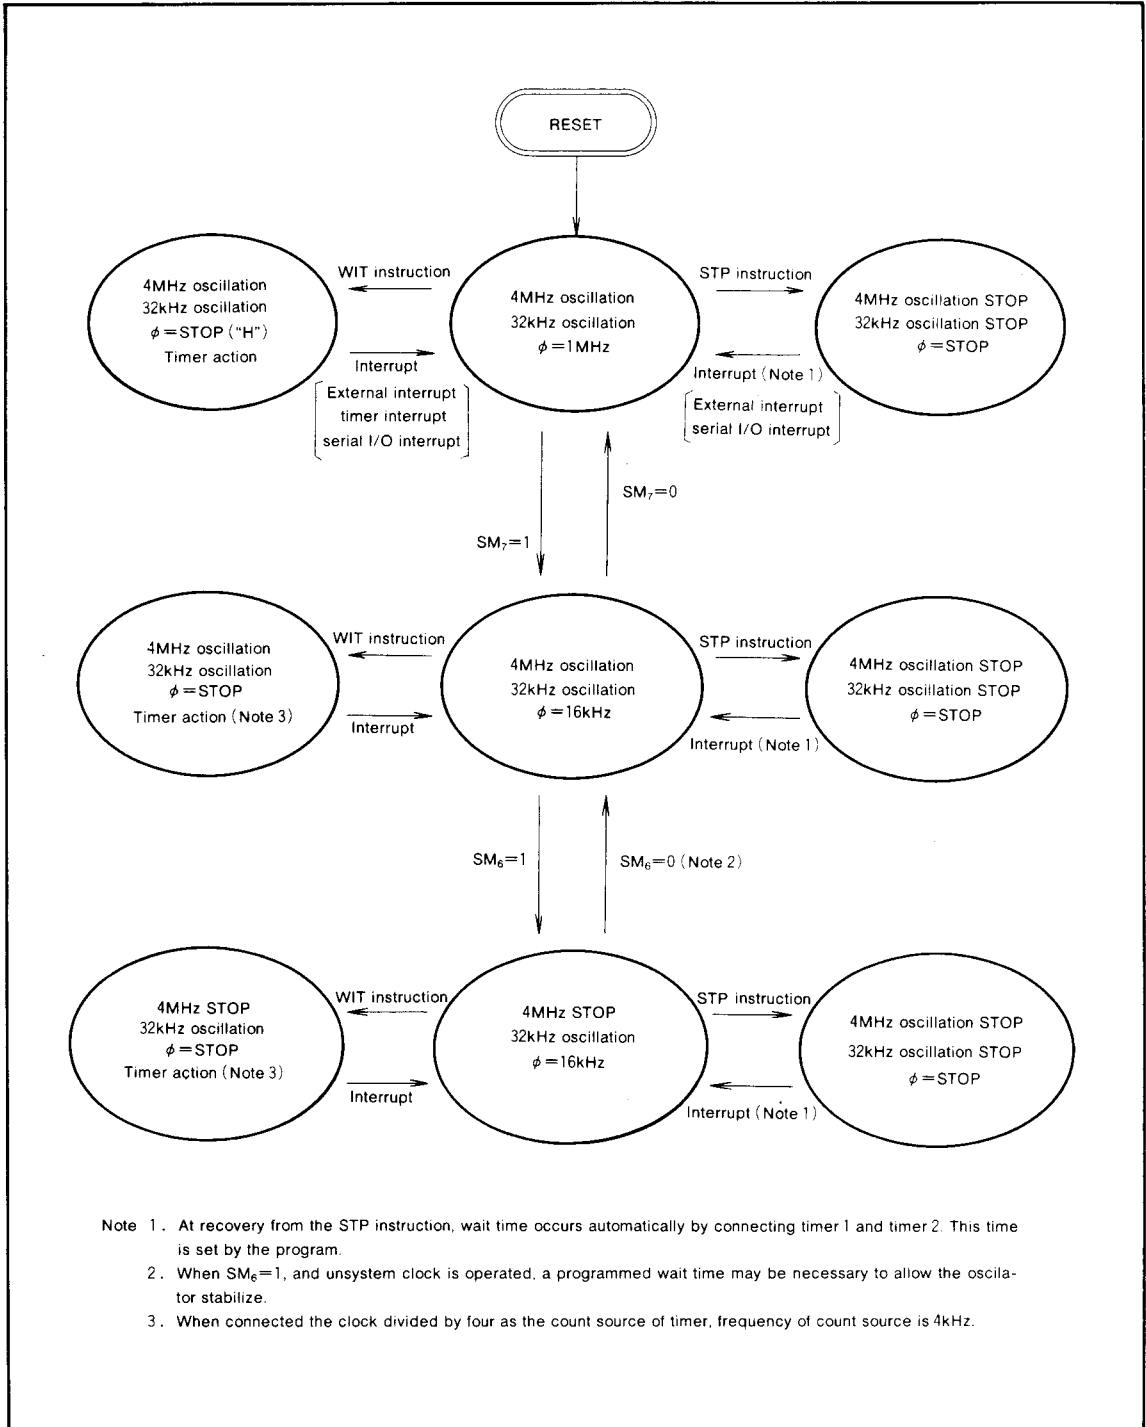 RESET
4MHz oscillation
32kHz oscillation
φ=STOP ("H")
Timer action
WIT instruction
Interrupt
[External interrupt
timer interrupt
serial I/O interrupt]
4MHz oscillation
32kHz oscillation
φ=1MHz
STP instruction
Interrupt (Note 1)
[External interrupt
serial I/O interrupt]
4MHz oscillation STOP
32kHz oscillation STOP
φ=STOP
SM₇=1
SM₇=0
4MHz oscillation
32kHz oscillation
φ=STOP
Timer action (Note 3)
WIT instruction
Interrupt
4MHz oscillation
32kHz oscillation
φ=16kHz
STP instruction
Interrupt (Note 1)
4MHz oscillation STOP
32kHz oscillation STOP
φ=STOP
SM₆=1
SM₆=0 (Note 2)
4MHz STOP
32kHz oscillation
φ=STOP
Timer action (Note 3)
WIT instruction
Interrupt
4MHz STOP
32kHz oscillation
φ=16kHz
STP instruction
Interrupt (Note 1)
4MHz oscillation STOP
32kHz oscillation STOP
φ=STOP
Note 1. At recovery from the STP instruction, wait time occurs automatically by connecting timer 1 and timer 2. This time
is set by the program.
2. When SM₆=1, and unsystem clock is operated, a programmed wait time may be necessary to allow the oscila-
tor stabilize.
3. When connected the clock divided by four as the count source of timer, frequency of count source is 4kHz.